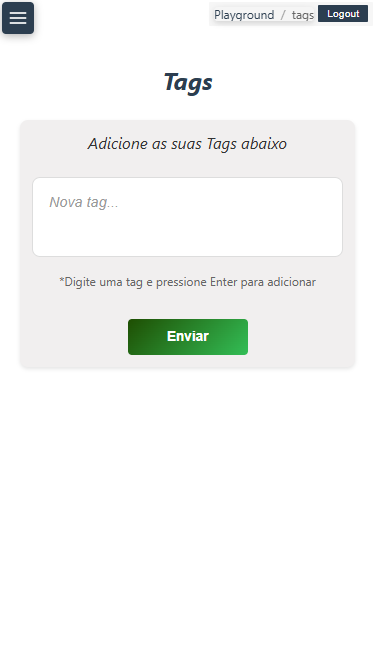 Playground / tags Logout
Tags
Adicione as suas Tags abaixo
Nova tag...
*Digite uma tag e pressione Enter para adicionar
Enviar